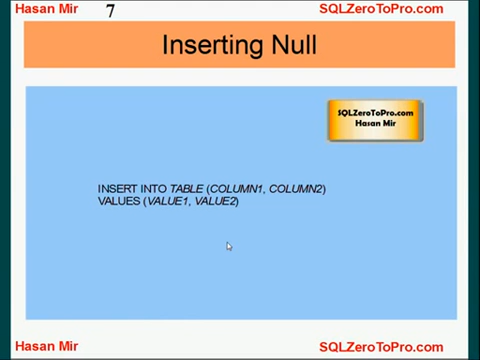 Hasan Mir 7 SQLZeroToPro.com
Inserting Null
SQLZeroToPro.com
Hasan Mir
INSERT INTO TABLE (COLUMN1, COLUMN2)
VALUES (VALUE1, VALUE2)
Hasan Mir SQLZeroToPro.com